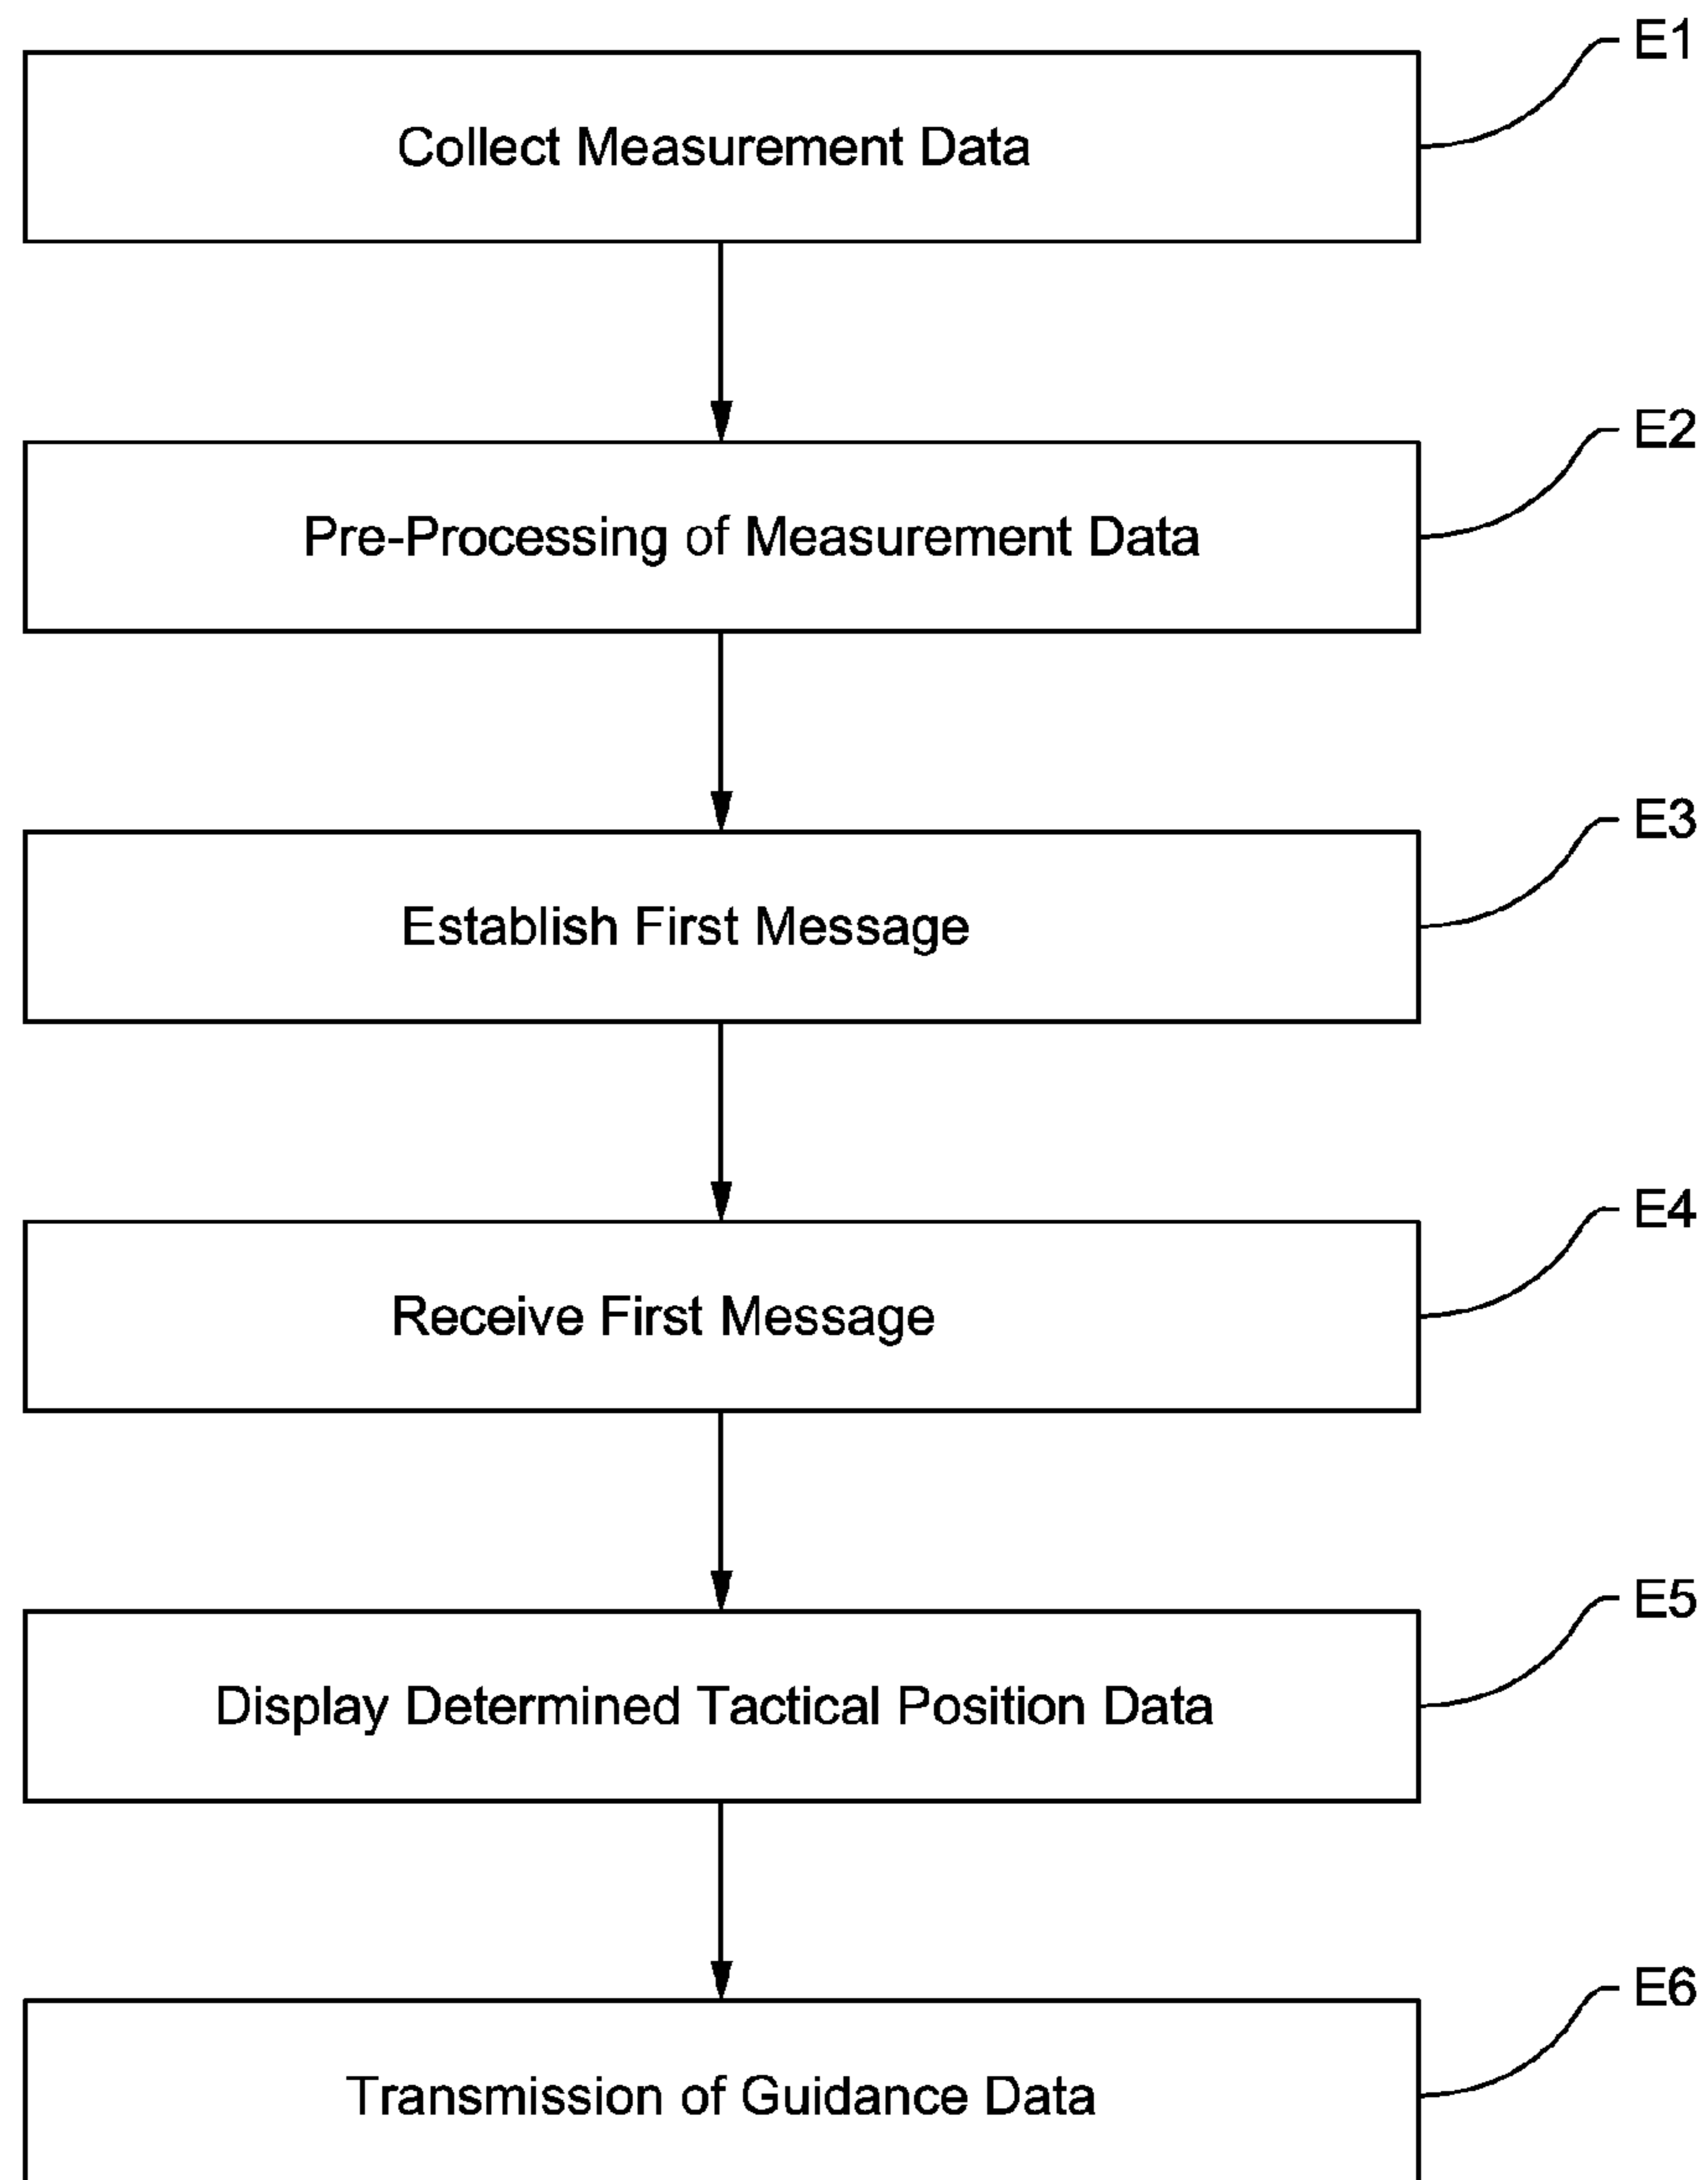 E1
Collect Measurement Data
E2
Pre-Processing of Measurement Data
E3
Establish First Message
E4
Receive First Message
E5
Display Determined Tactical Position Data
E6
Transmission of Guidance Data